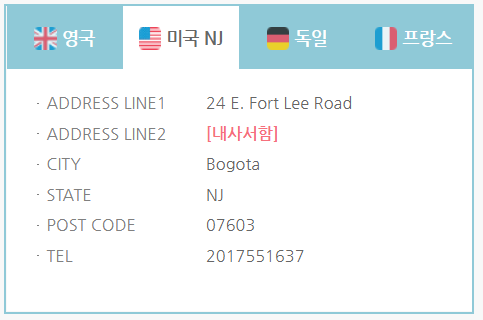 영국 미국 NJ 독일 프랑스
· ADDRESS LINE1 24 E. Fort Lee Road
· ADDRESS LINE2 [내사서함]
· CITY Bogota
· STATE NJ
· POST CODE 07603
· TEL 2017551637